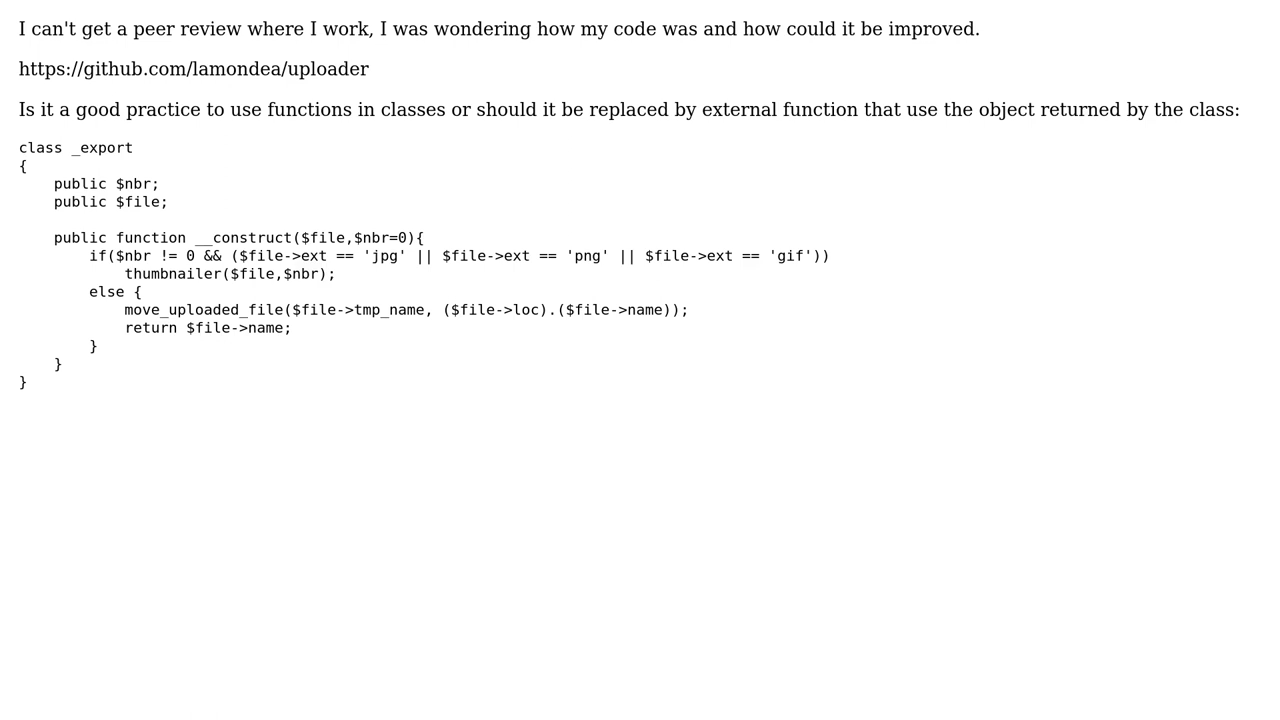 I can't get a peer review where I work, I was wondering how my code was and how could it be improved.
https://github.com/lamondea/uploader
Is it a good practice to use functions in classes or should it be replaced by external function that use the object returned by the class:
class _export
{
    public $nbr;
    public $file;

    public function __construct($file,$nbr=0){
        if($nbr != 0 && ($file->ext == 'jpg' || $file->ext == 'png' || $file->ext == 'gif'))
            thumbnailer($file,$nbr);
        else {
            move_uploaded_file($file->tmp_name, ($file->loc).($file->name));
            return $file->name;
        }
    }
}